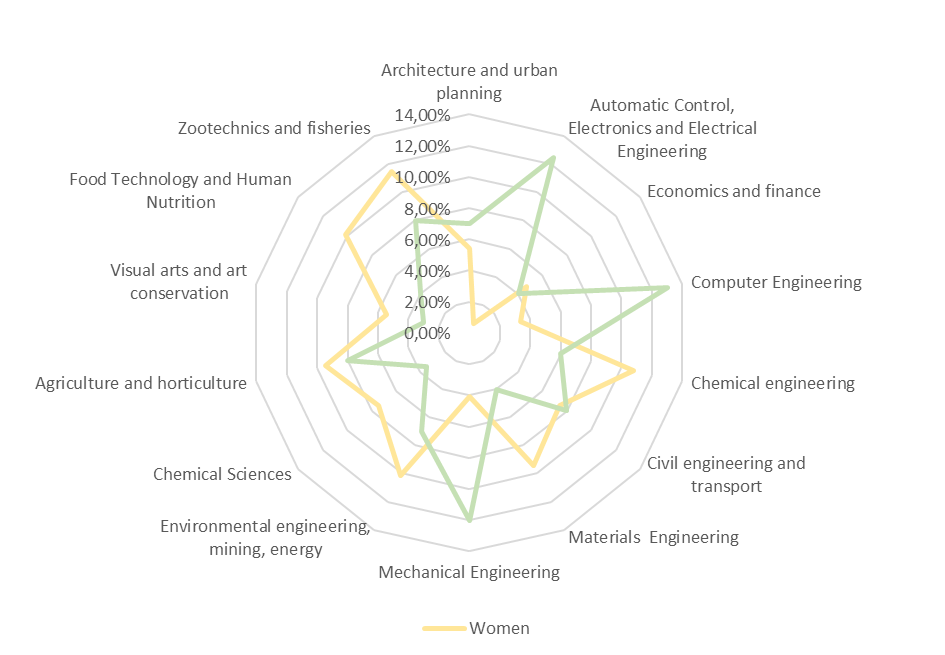 Architecture and urban
planning
Automatic Control,
Electronics and Electrical
Engineering
Economics and finance
Computer Engineering
Chemical engineering
Civil engineering and
transport
Materials  Engineering
Mechanical Engineering
Environmental engineering,
mining, energy
Chemical Sciences
Agriculture and horticulture
Visual arts and art
conservation
Food Technology and Human
Nutrition
Zootechnics and fisheries
14,00%
12,00%
10,00%
8,00%
6,00%
4,00%
2,00%
0,00%
Women